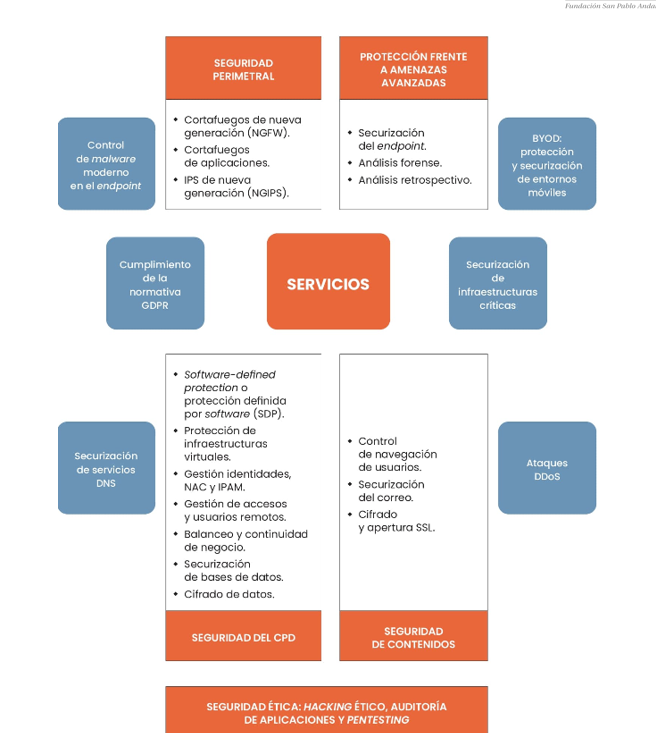 Fundación San Pablo Anda
SEGURIDAD
PERIMETRAL
PROTECCIÓN FRENTE
A AMENAZAS
AVANZADAS
Control
de malware
moderno
en el endpoint
◆ Cortafuegos de nueva
generación (NGFW).
◆ Cortafuegos
de aplicaciones.
◆ IPS de nueva
generación (NGIPS).
◆ Securización
del endpoint.
◆ Análisis forense.
◆ Análisis retrospectivo.
BYOD:
protección
y securización
de entornos
móviles
Cumplimiento
de la
normativa
GDPR
SERVICIOS
Securización
de
infraestructuras
críticas
Securización
de servicios
DNS
◆ Software-defined
protection o
protección definida
por software (SDP).
◆ Protección de
infraestructuras
virtuales.
◆ Gestión identidades,
NAC y IPAM.
◆ Gestión de accesos
y usuarios remotos.
◆ Balanceo y continuidad
de negocio.
◆ Securización
de bases de datos.
◆ Cifrado de datos.
◆ Control
de navegación
de usuarios.
◆ Securización
del correo.
◆ Cifrado
y apertura SSL.
Ataques
DDoS
SEGURIDAD DEL CPD
SEGURIDAD
DE CONTENIDOS
SEGURIDAD ÉTICA: HACKING ÉTICO, AUDITORÍA
DE APLICACIONES Y PENTESTING